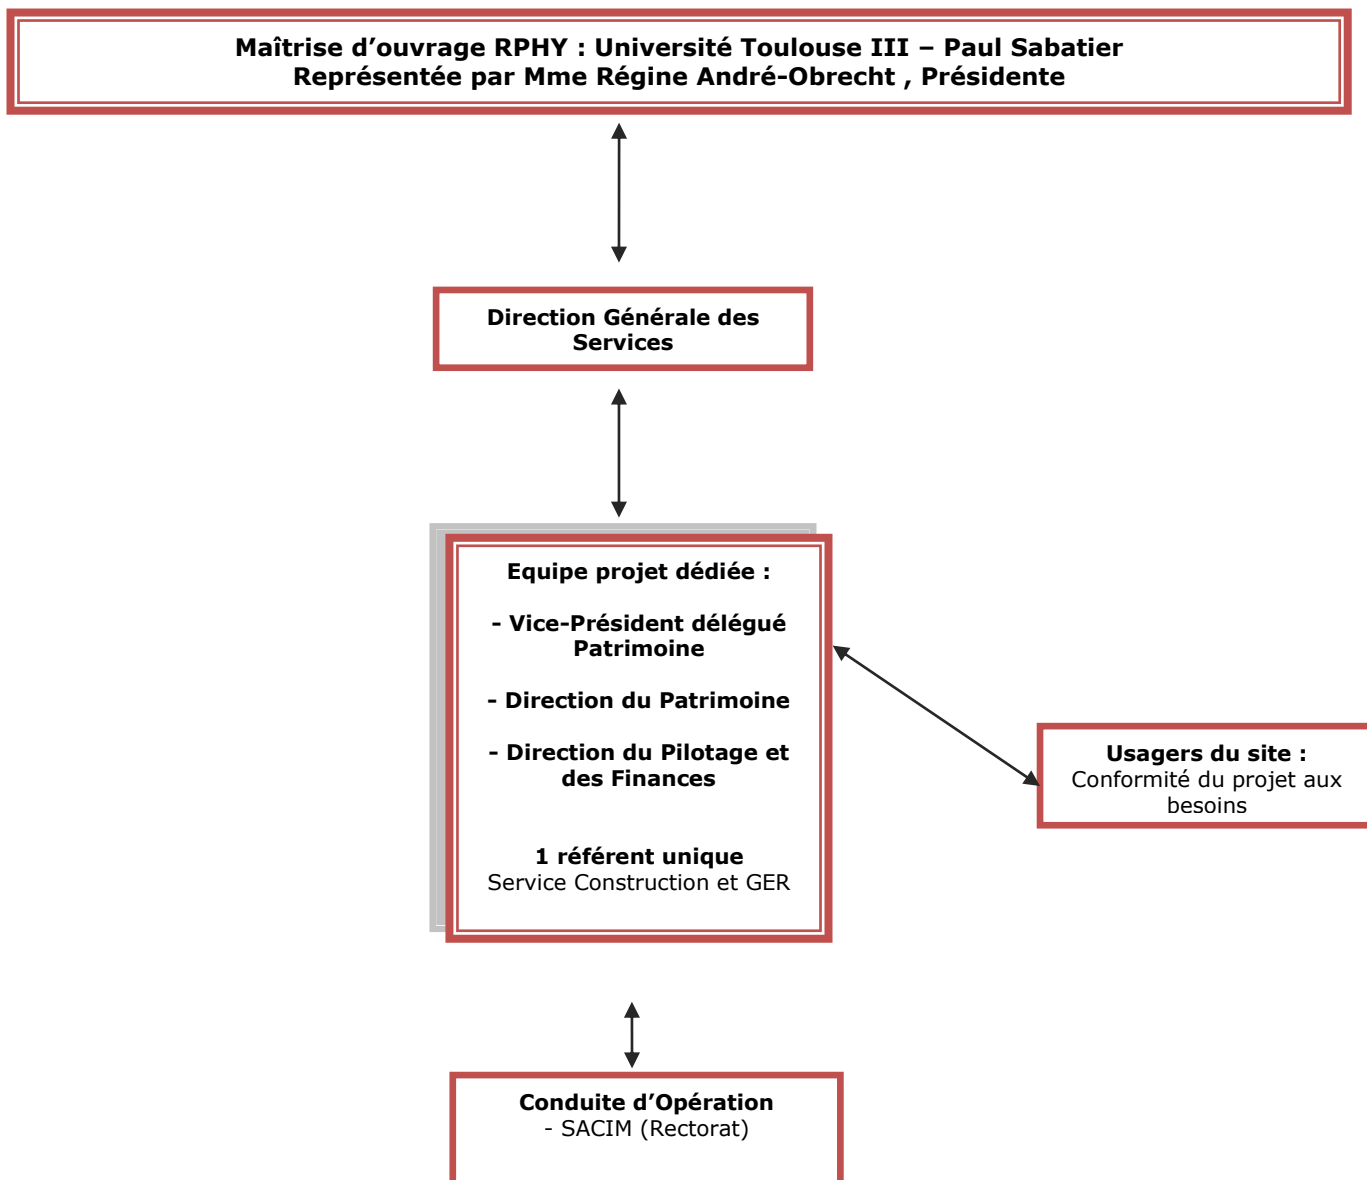 Maîtrise d’ouvrage RPHY : Université Toulouse III – Paul Sabatier
Représentée par Mme Régine André-Obrecht , Présidente
Direction Générale des
Services
Equipe projet dédiée :
- Vice-Président délégué
Patrimoine
- Direction du Patrimoine
- Direction du Pilotage et
des Finances
1 référent unique
Service Construction et GER
Usagers du site :
Conformité du projet aux
besoins
Conduite d’Opération
- SACIM (Rectorat)